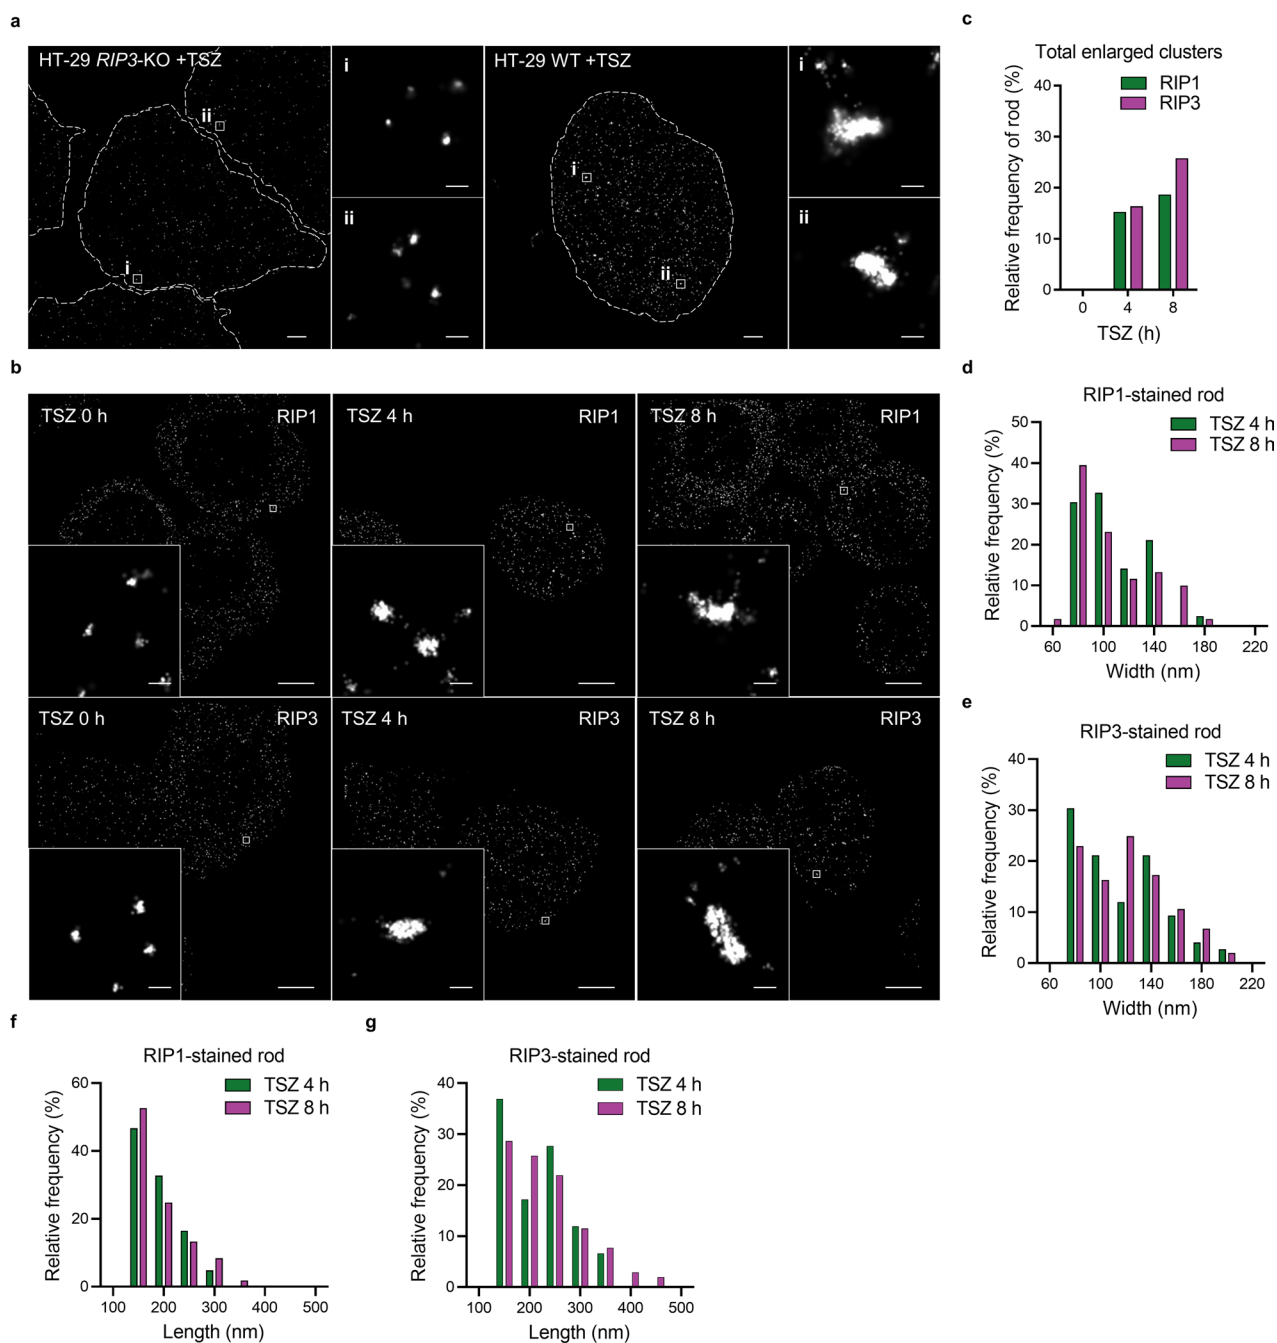 a
HT-29 RIP3-KO +TSZ
ii
i
i
ii
HT-29 WT +TSZ
i
ii
i
ii
c
Total enlarged clusters
RIP1
RIP3
Relative frequency of rod (%)
40
30
20
10
0
0 4 8
TSZ (h)
b
TSZ 0 h RIP1
TSZ 4 h RIP1
TSZ 8 h RIP1
TSZ 0 h RIP3
TSZ 4 h RIP3
TSZ 8 h RIP3
d
RIP1-stained rod
TSZ 4 h
TSZ 8 h
Relative frequency (%)
50
40
30
20
10
0
60 100 140 180 220
Width (nm)
e
RIP3-stained rod
TSZ 4 h
TSZ 8 h
Relative frequency (%)
40
30
20
10
0
60 100 140 180 220
Width (nm)
f
RIP1-stained rod
TSZ 4 h
TSZ 8 h
Relative frequency (%)
60
40
20
0
100 200 300 400 500
Length (nm)
g
RIP3-stained rod
TSZ 4 h
TSZ 8 h
Relative frequency (%)
40
30
20
10
0
100 200 300 400 500
Length (nm)